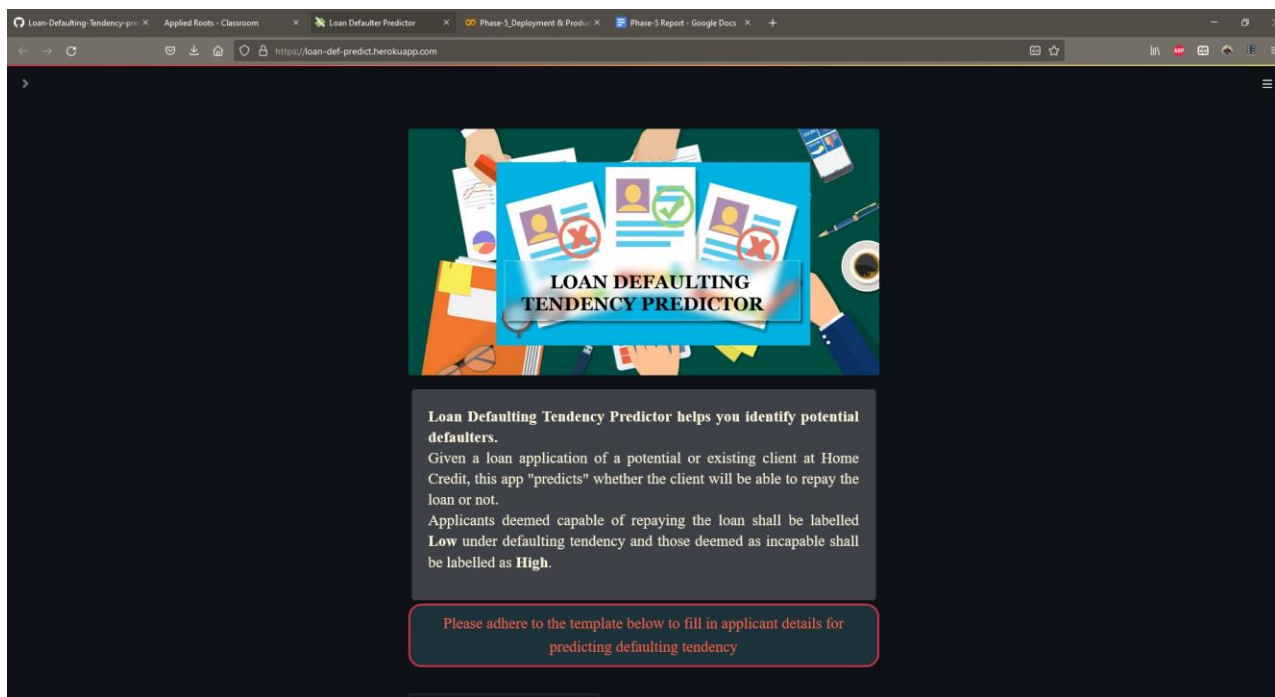 Loan-Defaulting-Tendency-pre
Applied Roots - Classroom
Loan Defaulter Predictor
Phase-5_Deployment & Produc
Phase-5 Report - Google Docs
https://loan-def-predict.herokuapp.com
LOAN DEFAULTING
TENDENCY PREDICTOR
Loan Defaulting Tendency Predictor helps you identify potential
defaulters.
Given a loan application of a potential or existing client at Home
Credit, this app "predicts" whether the client will be able to repay the
loan or not.
Applicants deemed capable of repaying the loan shall be labelled
Low under defaulting tendency and those deemed as incapable shall
be labelled as High.
Please adhere to the template below to fill in applicant details for
predicting defaulting tendency